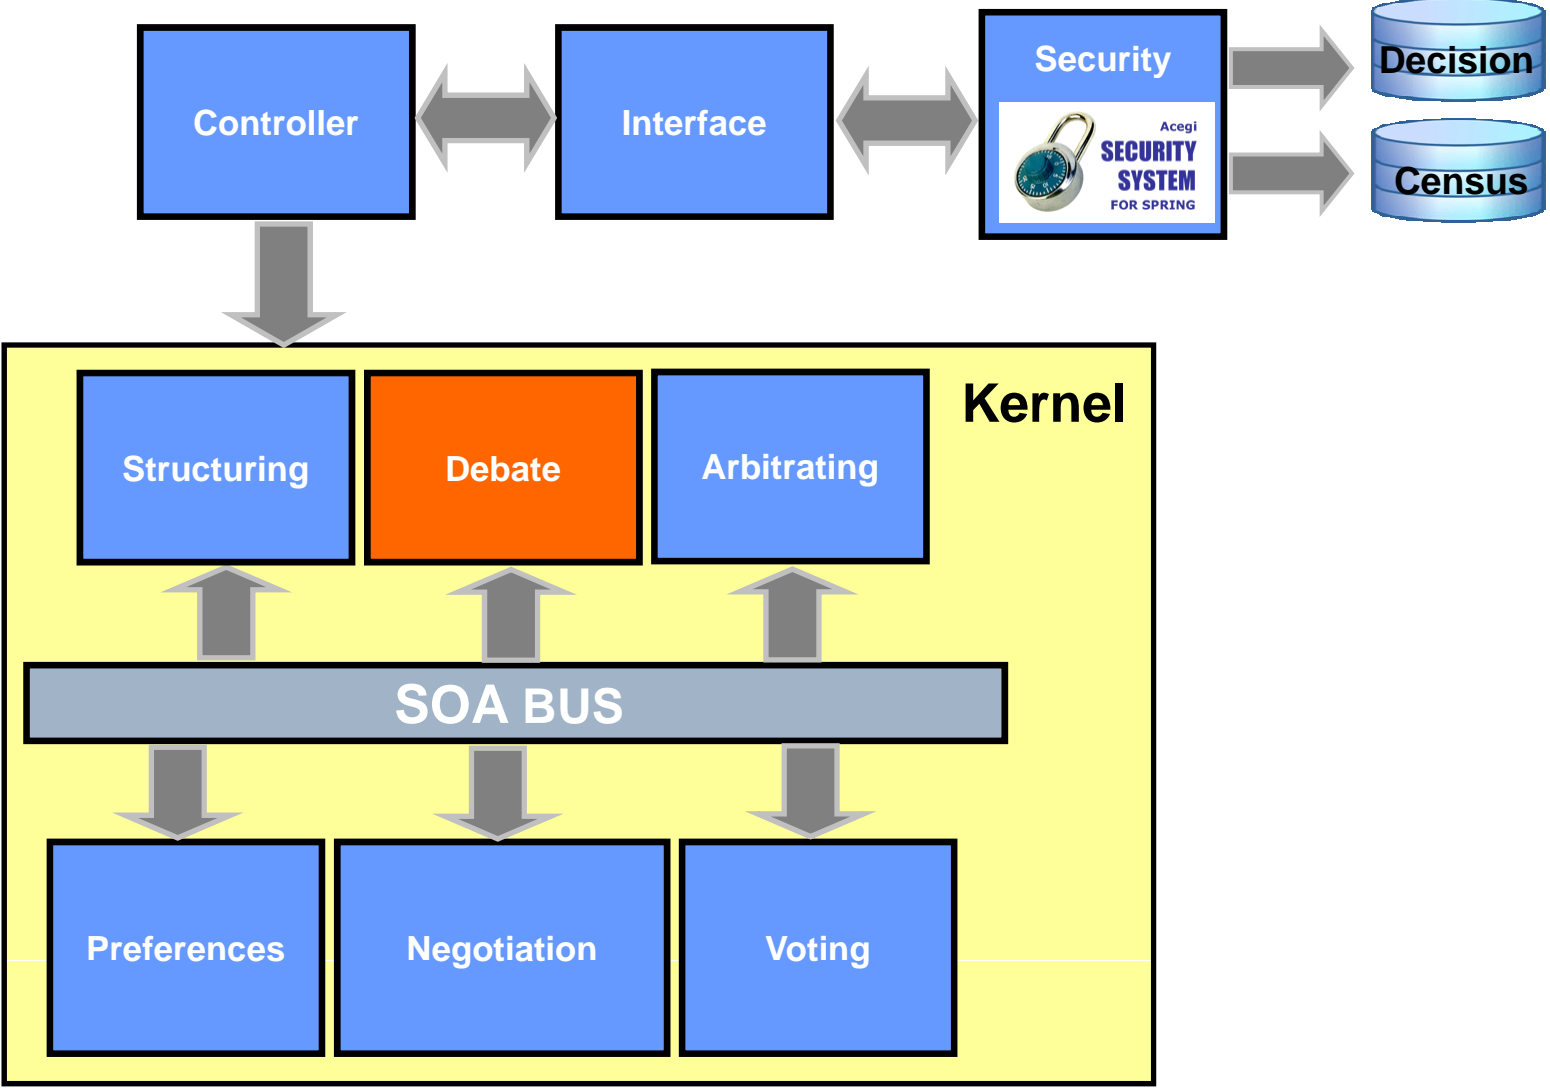 Controller
Interface
Security
Acegi
SECURITY
SYSTEM
FOR SPRING
Decision
Census
Kernel
Structuring
Debate
Arbitrating
SOA BUS
Preferences
Negotiation
Voting